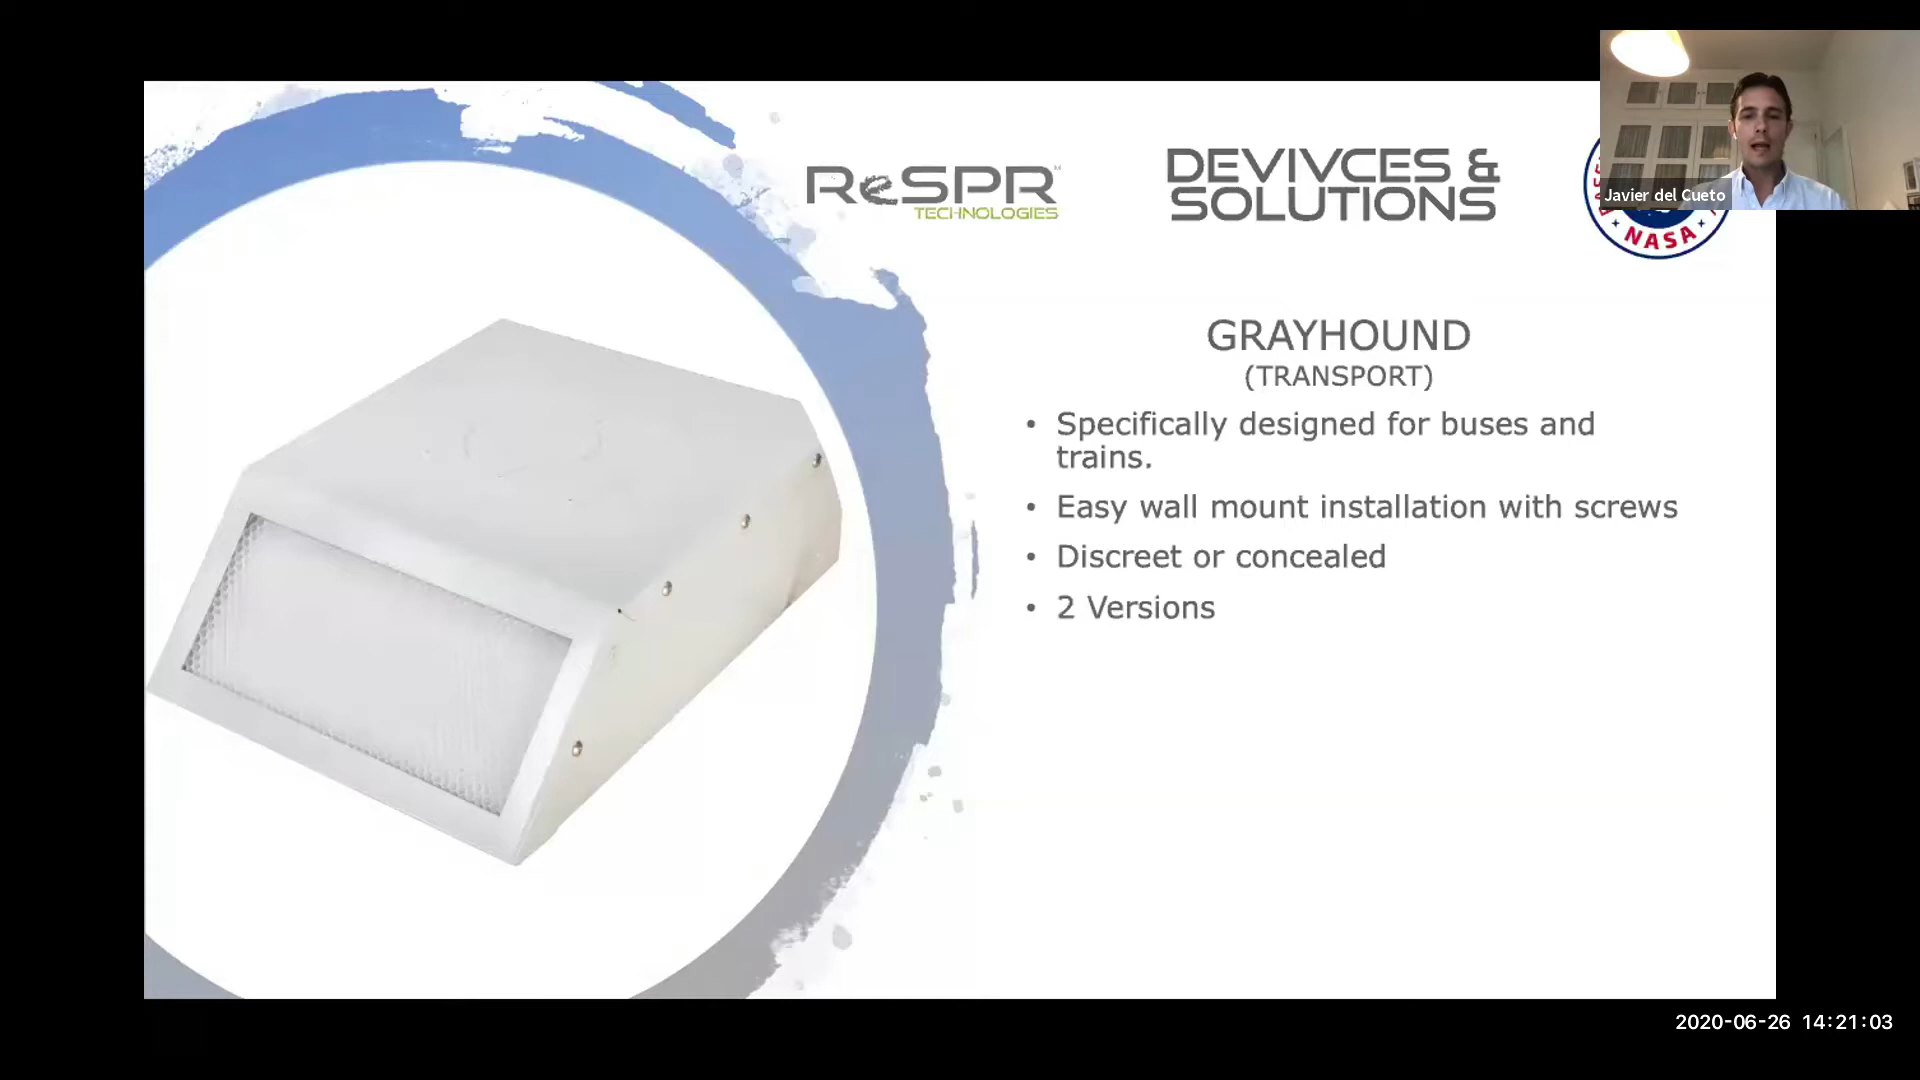 ReSPR
TECHNOLOGIES
DEVIVCES &
SOLUTIONS
Javier del Cueto
NASA
GRAYHOUND
(TRANSPORT)
• Specifically designed for buses and
trains.
• Easy wall mount installation with screws
• Discreet or concealed
• 2 Versions
2020-06-26 14:21:03